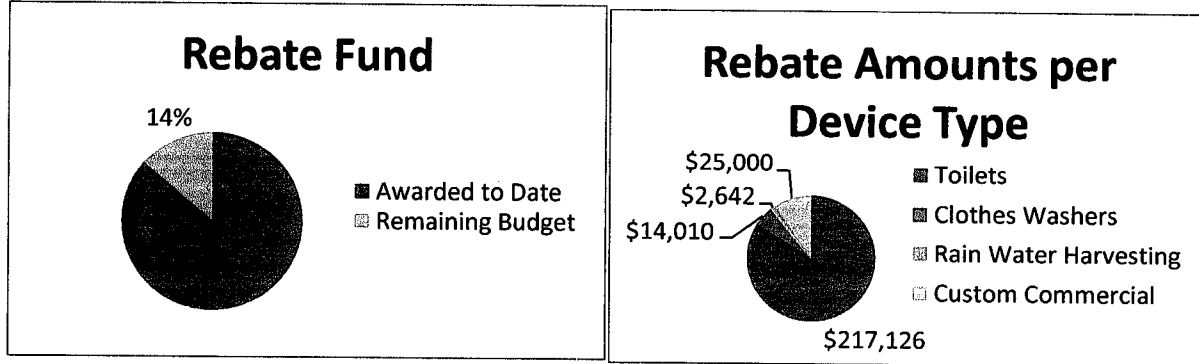 Rebate Fund
14%
Awarded to Date
Remaining Budget
Rebate Amounts per
Device Type
$25,000
$2,642
$14,010
$217,126
Toilets
Clothes Washers
Rain Water Harvesting
Custom Commercial